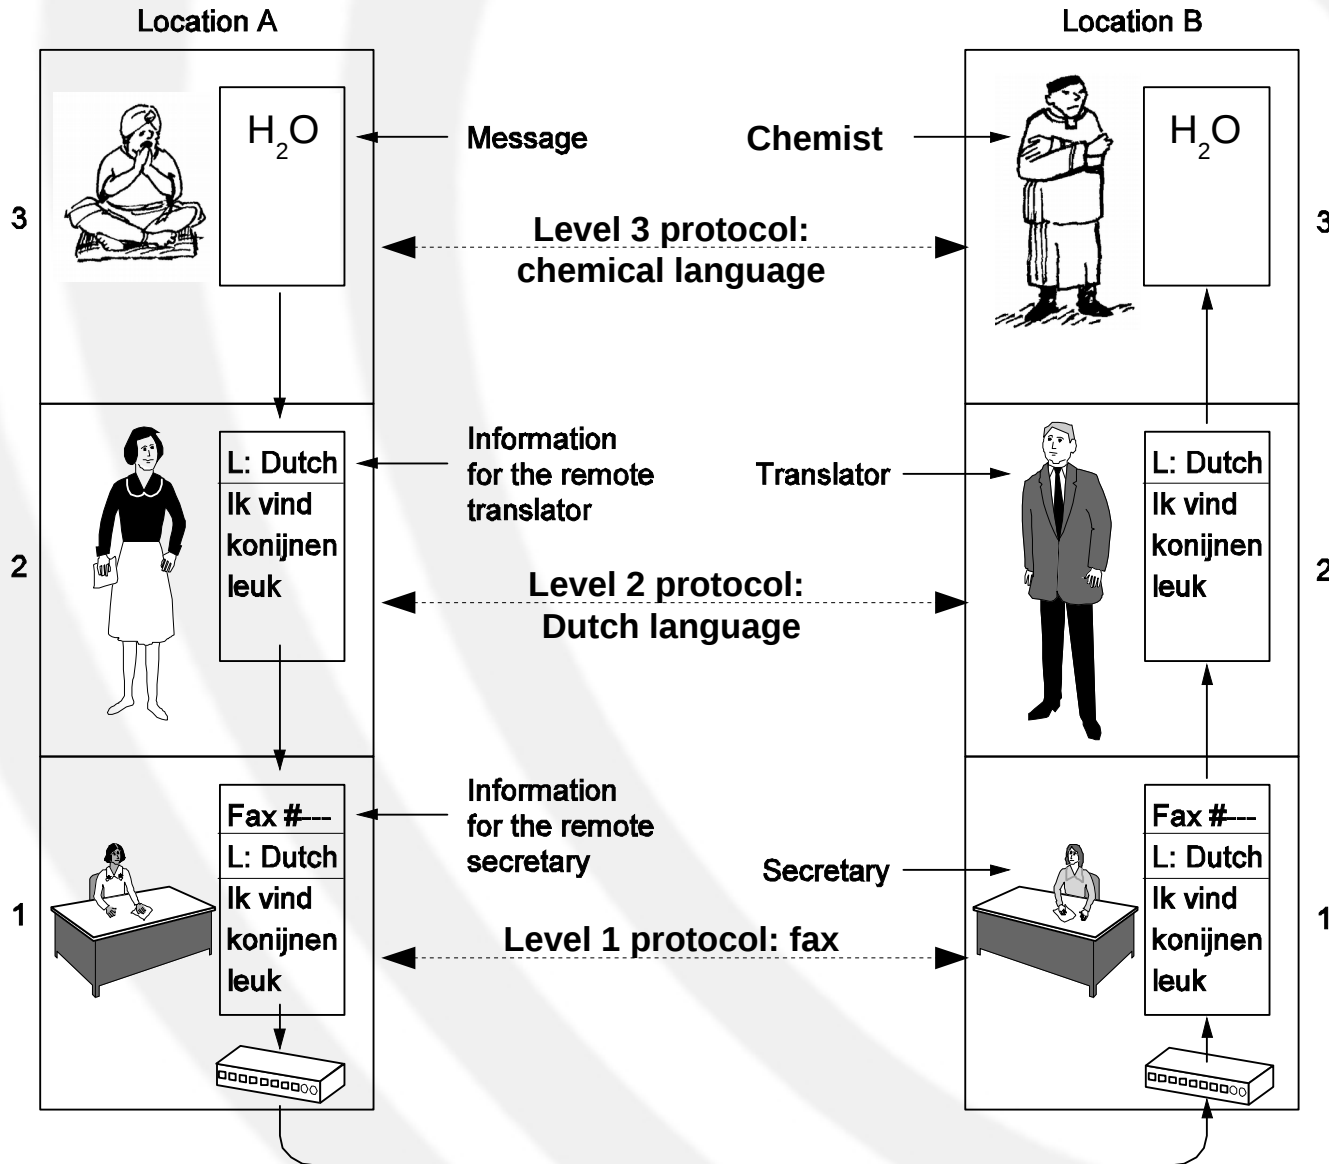 Location A
Location B
H2O
Message
Chemist
H2O
3
Level 3 protocol:
chemical language
3
L: Dutch
Ik vind
konijnen
leuk
Information
for the remote
translator
Translator
L: Dutch
Ik vind
konijnen
leuk
2
Level 2 protocol:
Dutch language
2
Fax #---
L: Dutch
Ik vind
konijnen
leuk
Information
for the remote
secretary
Secretary
Fax #---
L: Dutch
Ik vind
konijnen
leuk
1
Level 1 protocol: fax
1